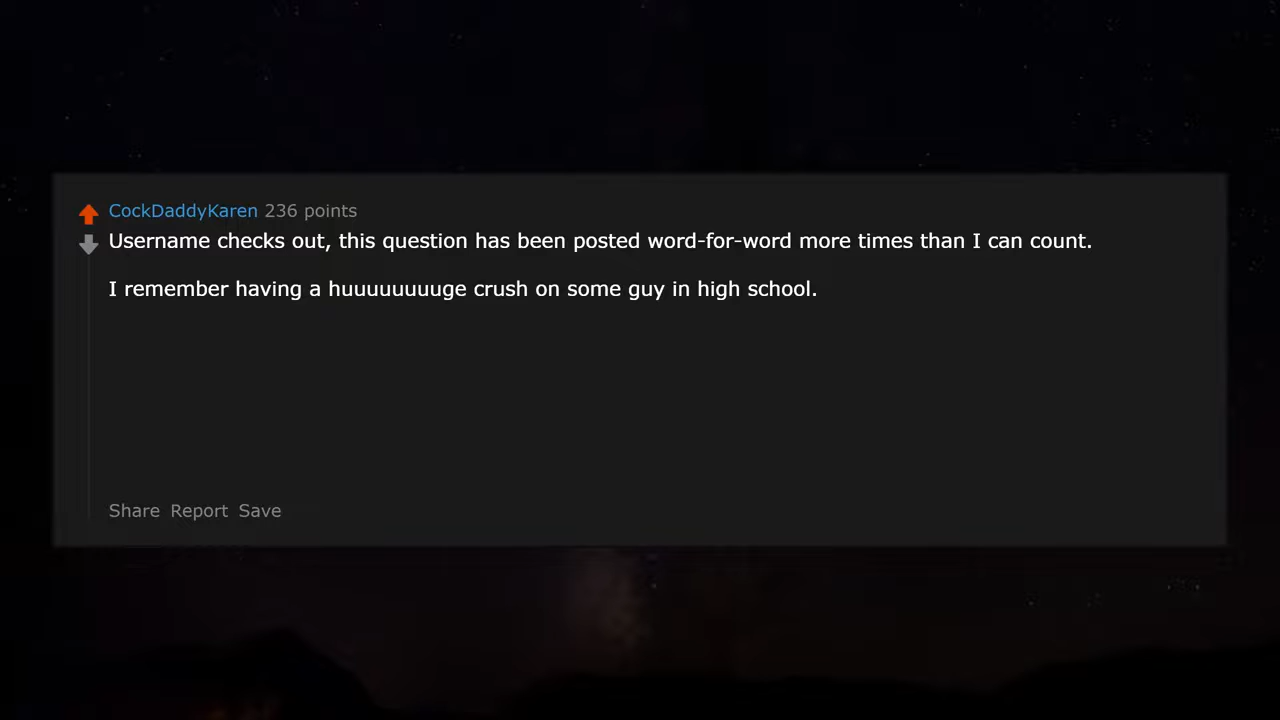 CockDaddyKaren 236 points
Username checks out, this question has been posted word-for-word more times than I can count.
I remember having a huuuuuuuuge crush on some guy in high school.
Share Report Save